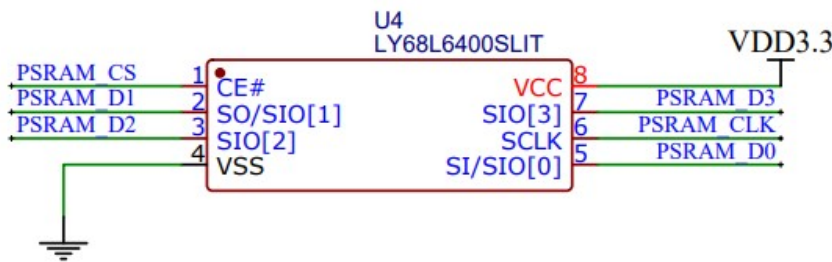 U4
LY68L6400SLIT
VDD3.3
PSRAM_CS 1 CE# VCC 8
PSRAM_D1 2 SO/SIO[1] SIO[3] 7 PSRAM_D3
PSRAM_D2 3 SIO[2] SCLK 6 PSRAM_CLK
4 VSS SI/SIO[0] 5 PSRAM_D0